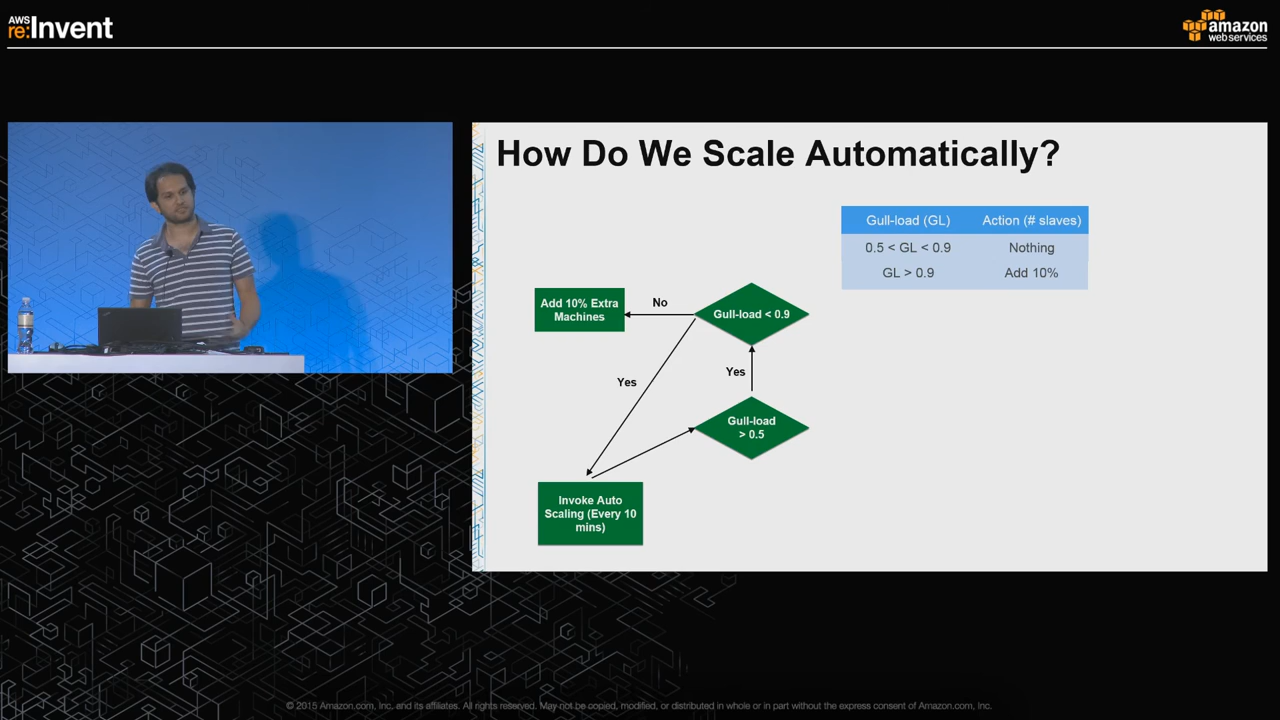 AWS
re:Invent
amazon
web services
How Do We Scale Automatically?
Gull-load (GL) Action (# slaves)
0.5 < GL < 0.9 Nothing
GL > 0.9 Add 10%
Add 10% Extra
Machines
No
Gull-load < 0.9
Yes
Yes
Gull-load
> 0.5
Invoke Auto
Scaling (Every 10
mins)
© 2015 Amazon.com, Inc. and its affiliates. All rights reserved. May not be copied, modified, or distributed in whole or in part without the express consent of Amazon.com, Inc.